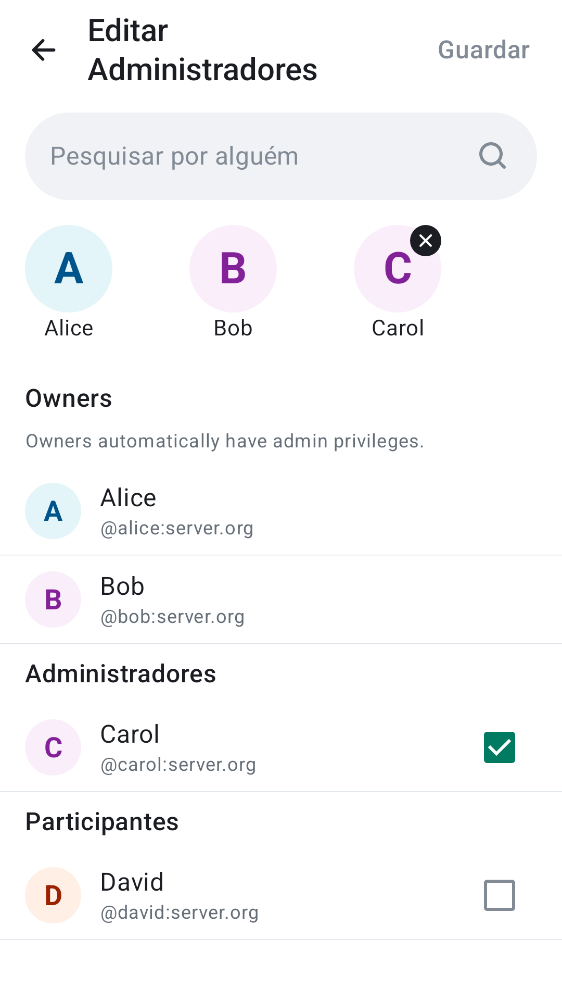 Editar
Administradores
Guardar
Pesquisar por alguém
A
B
C
Alice
Bob
Carol
Owners
Owners automatically have admin privileges.
A
Alice
@alice:server.org
B
Bob
@bob:server.org
Administradores
C
Carol
@carol:server.org
Participantes
D
David
@david:server.org